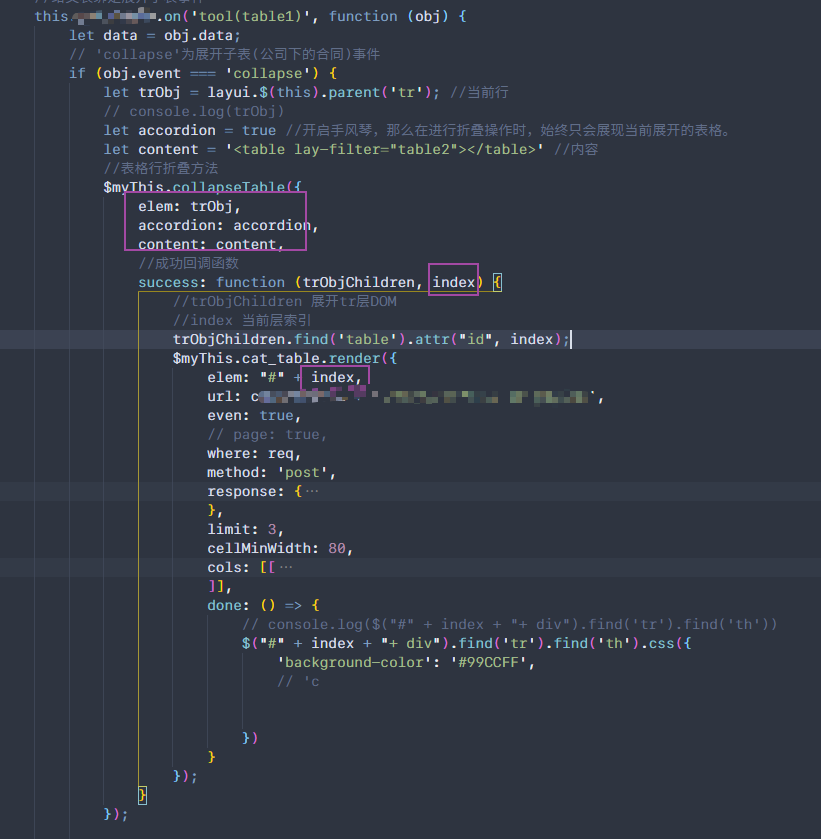 this.on('tool(table1)', function (obj) {
let data = obj.data;
// 'collapse'为展开子表(公司下的合同)事件
if (obj.event === 'collapse') {
let trObj = layui.$(this).parent('tr'); //当前行
// console.log(trObj)
let accordion = true //开启手风琴，那么在进行折叠操作时，始终只会展现当前展开的表格。
let content = '<table lay-filter="table2"></table>' //内容
//表格行折叠方法
$myThis.collapseTable({
elem: trObj,
accordion: accordion,
content: content,
//成功回调函数
success: function (trObjChildren, index) {
//trObjChildren 展开tr层DOM
//index 当前层索引
trObjChildren.find('table').attr("id", index);
$myThis.cat_table.render({
elem: "#" + index,
url: c
even: true,
// page: true,
where: req,
method: 'post',
response: {⋯
},
limit: 3,
cellMinWidth: 80,
cols: [[⋯
]],
done: () => {
// console.log($("#" + index + "+ div").find('tr').find('th'))
$("#" + index + "+ div").find('tr').find('th').css({
'background-color': '#99CCFF',
// 'c
})
}
});
}
});